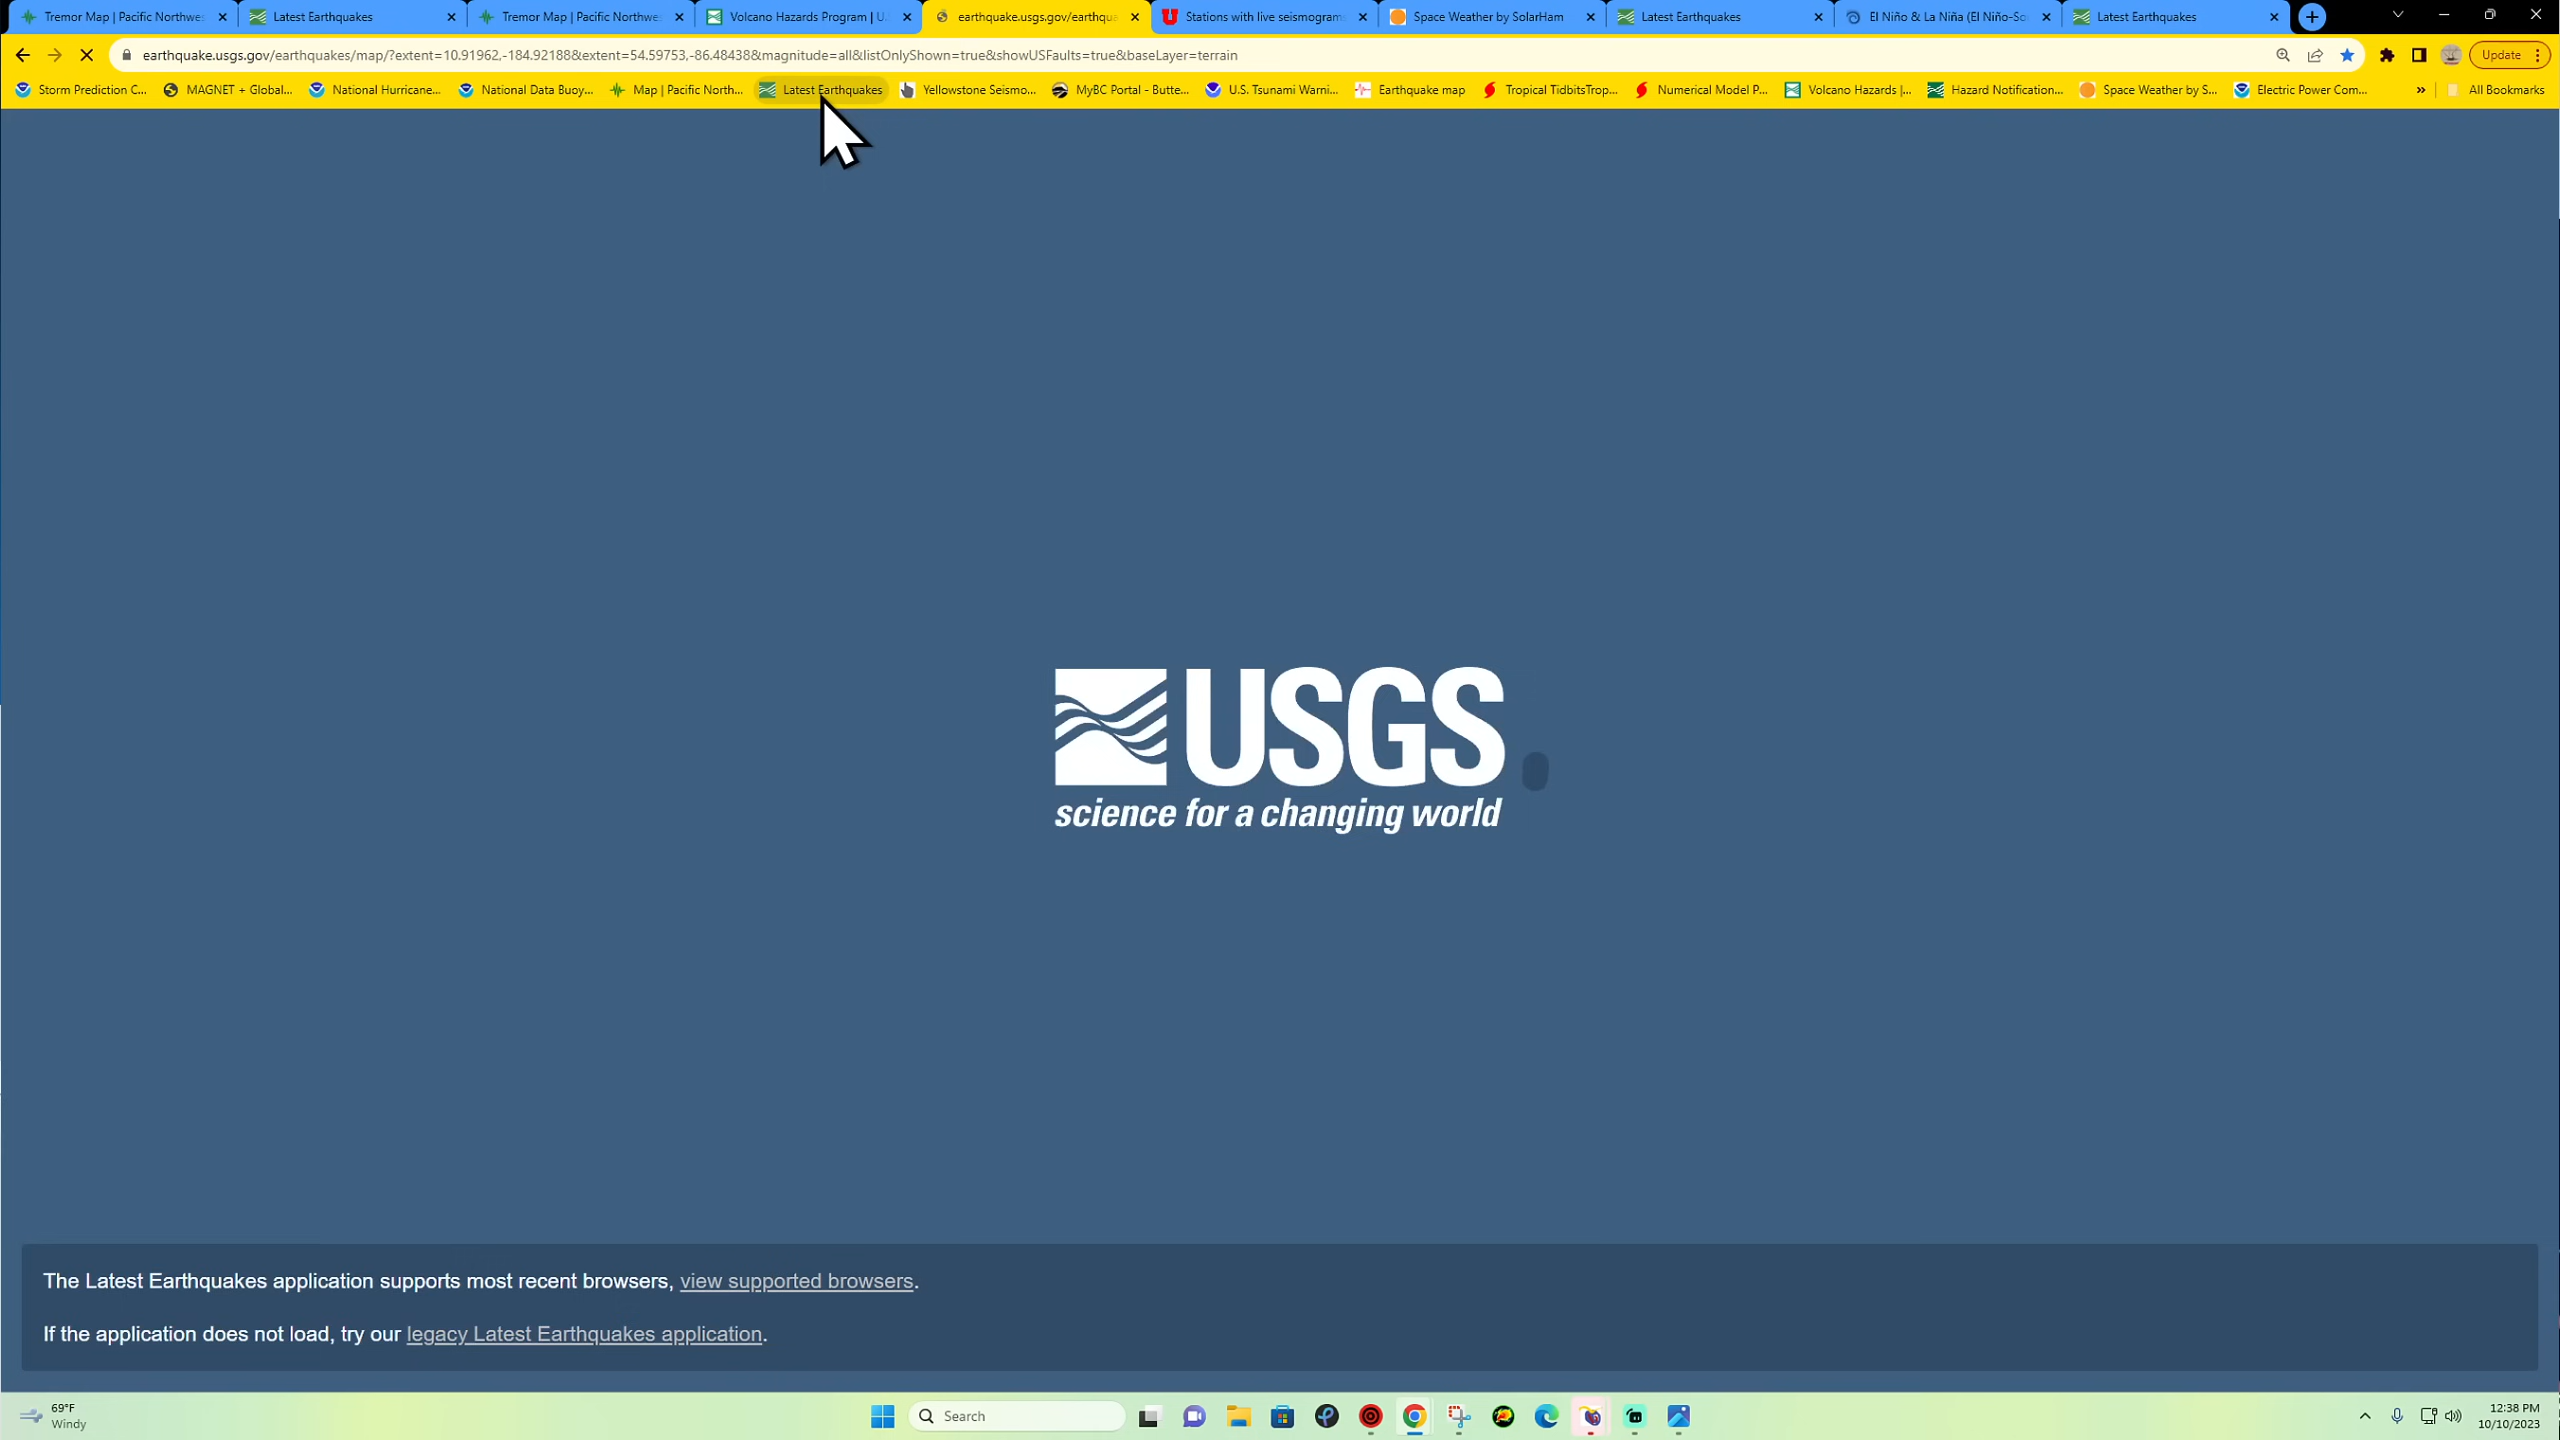 Tremor Map | Pacific Northwes
Latest Earthquakes
Tremor Map | Pacific Northwes
Volcano Hazards Program | U.
earthquake.usgs.gov/earthqua
Stations with live seismogram
Space Weather by SolarHam
Latest Earthquakes
El Niño & La Niña (El Niño-So
Latest Earthquakes
earthquake.usgs.gov/earthquakes/map/?extent=10.91962,-184.92188&extent=54.59753,-86.48438&magnitude=all&listOnlyShown=true&showUSFaults=true&baseLayer=terrain
Update
Storm Prediction C...
MAGNET + Global...
National Hurricane...
National Data Buoy...
Map | Pacific North...
Latest Earthquakes
Yellowstone Seismo...
MyBC Portal - Butte...
U.S. Tsunami Warni...
Earthquake map
Tropical TidbitsTrop...
Numerical Model P...
Volcano Hazards |...
Hazard Notification...
Space Weather by S...
Electric Power Com...
All Bookmarks
USGS
science for a changing world
The Latest Earthquakes application supports most recent browsers, view supported browsers.
If the application does not load, try our legacy Latest Earthquakes application.
69°F
Windy
Search
12:38 PM
10/10/2023